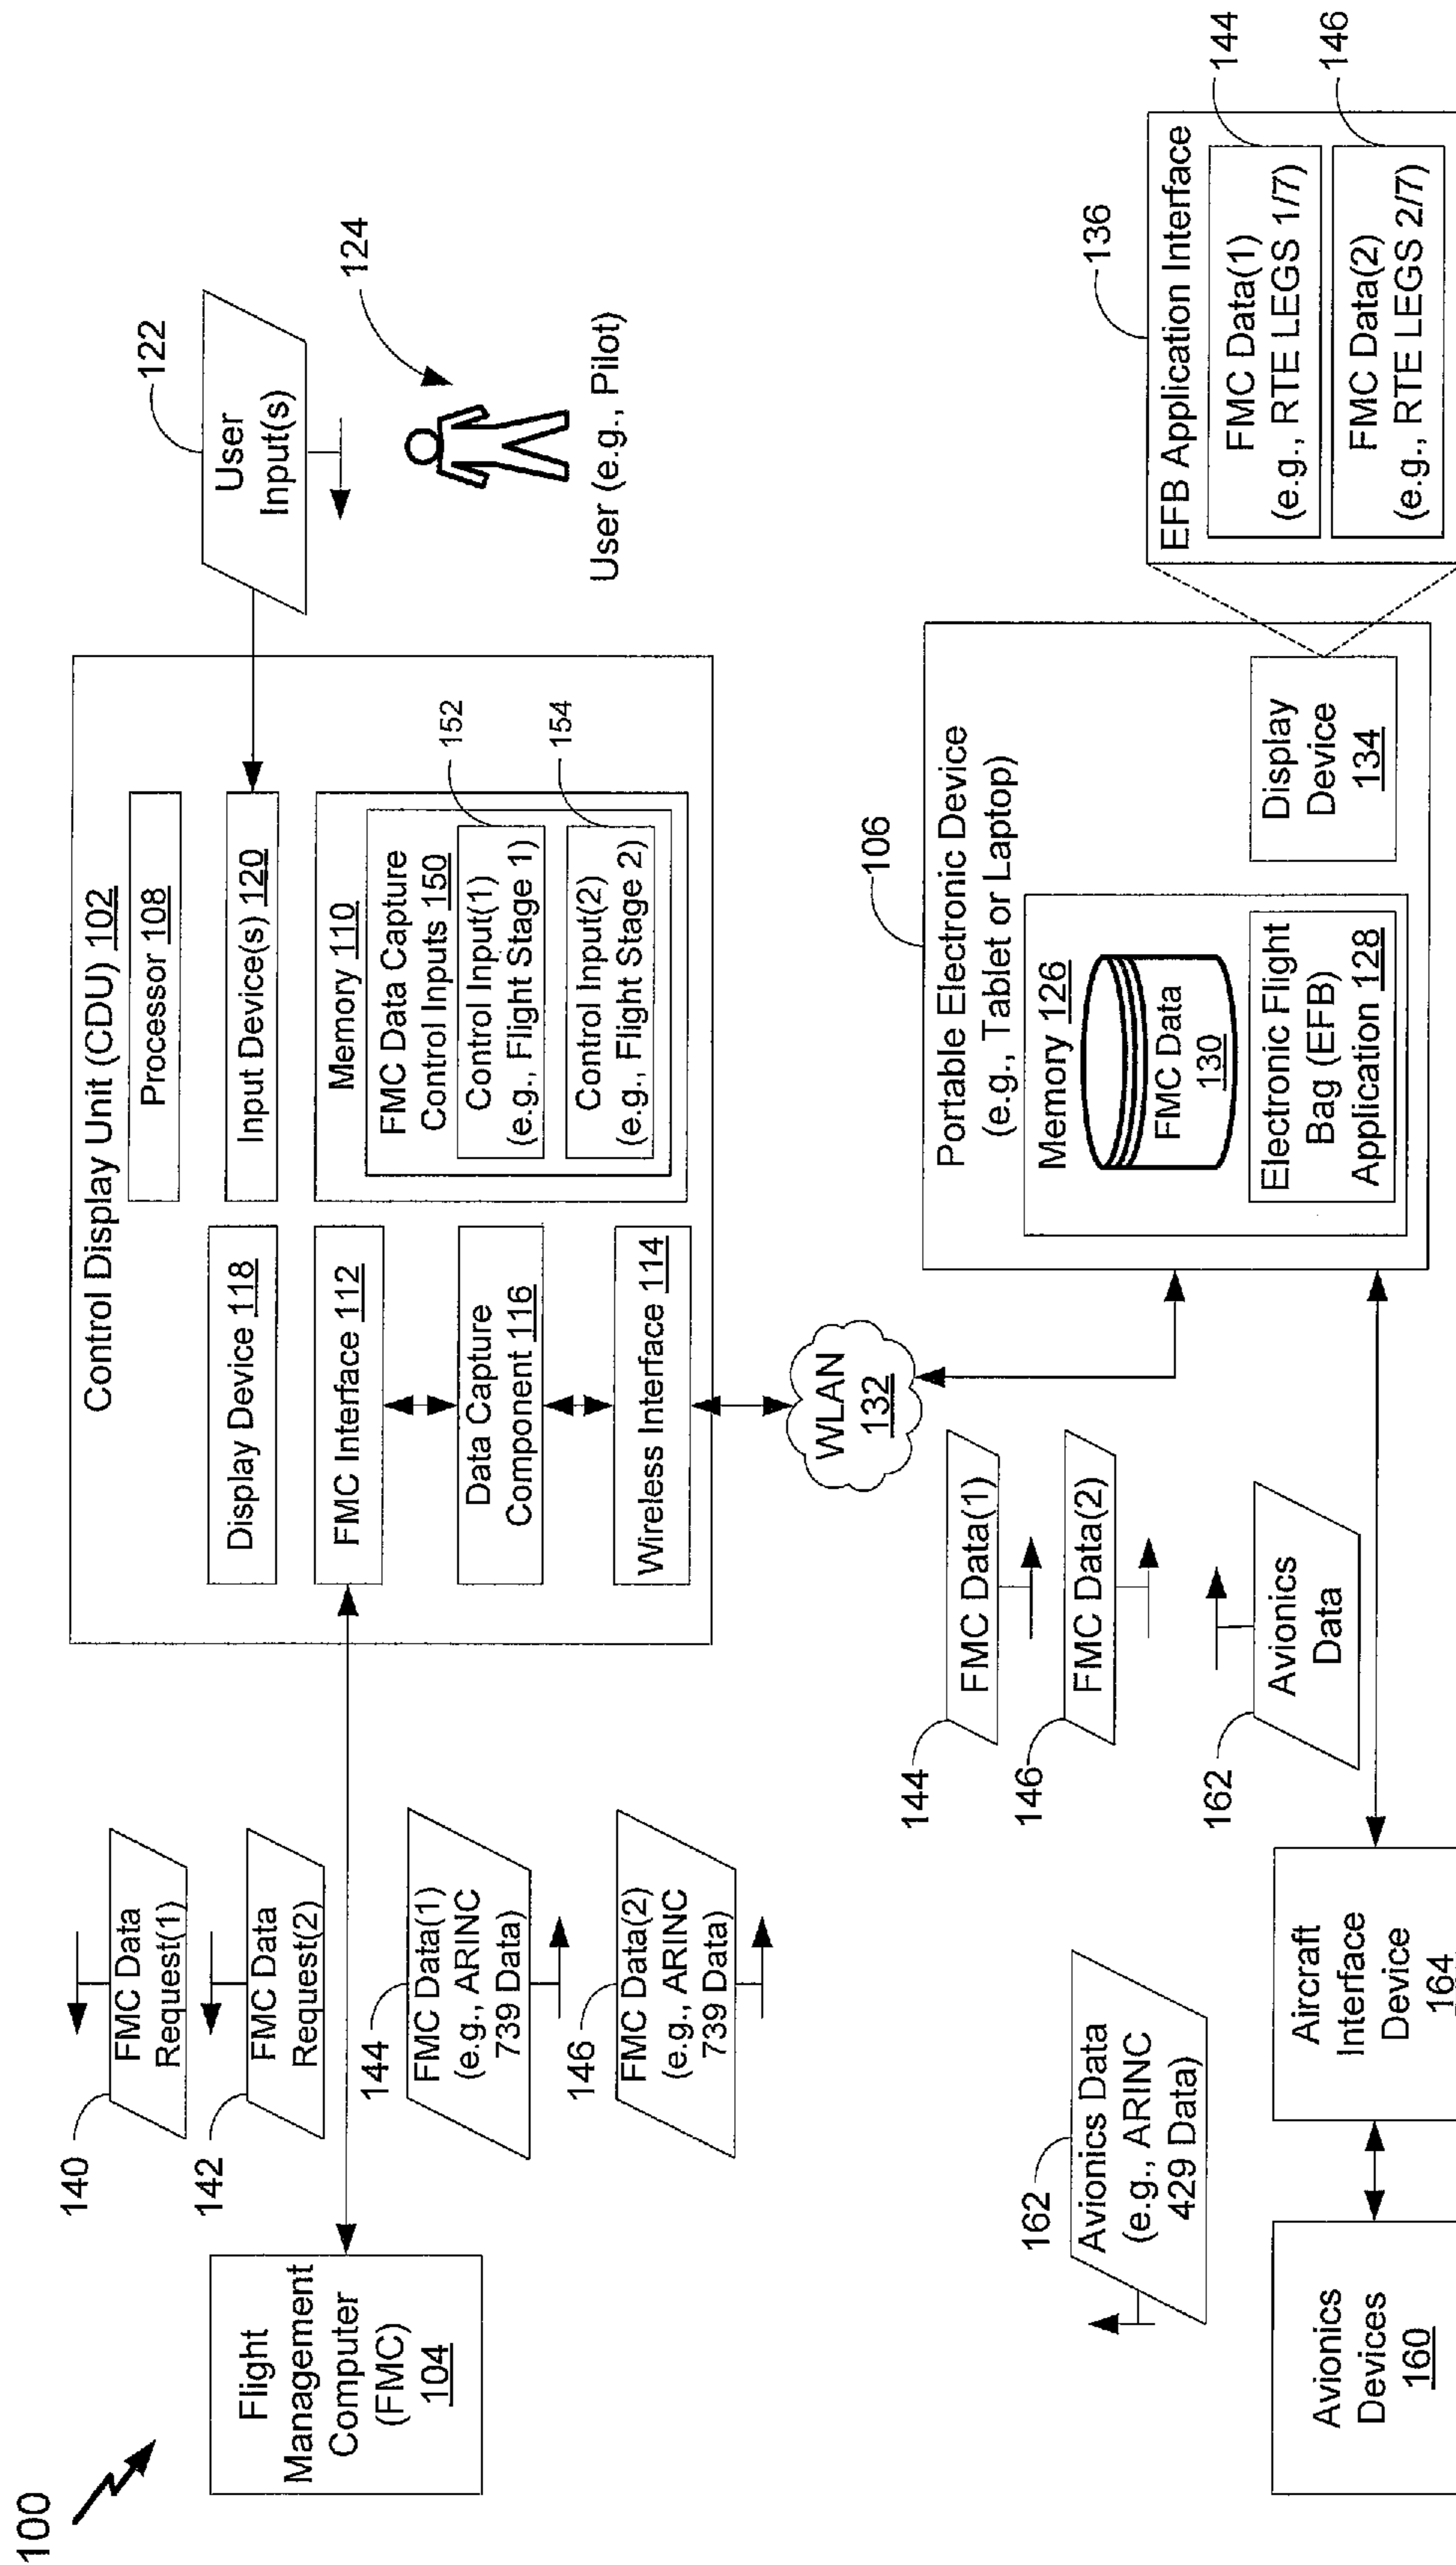 100
Flight
Management
Computer
(FMC)
104
140
FMC Data
Request(1)
142
FMC Data
Request(2)
144
FMC Data(1)
(e.g., ARINC
739 Data)
146
FMC Data(2)
(e.g., ARINC
739 Data)
Control Display Unit (CDU) 102
Processor 108
Display Device 118
Input Device(s) 120
FMC Interface 112
Data Capture
Component 116
Wireless Interface 114
Memory 110
FMC Data Capture
Control Inputs 150
Control Input(1)
(e.g., Flight Stage 1)
152
Control Input(2)
(e.g., Flight Stage 2)
154
122
User
Input(s)
124
User (e.g., Pilot)
WLAN
132
144
FMC Data(1)
146
FMC Data(2)
162
Avionics
Data
162
Avionics Data
(e.g., ARINC
429 Data)
Avionics
Devices
160
Aircraft
Interface
Device
164
106
Portable Electronic Device
(e.g., Tablet or Laptop)
Memory 126
FMC Data
130
Electronic Flight
Bag (EFB)
Application 128
Display
Device
134
136
EFB Application Interface
FMC Data(1)
(e.g., RTE LEGS 1/7)
144
FMC Data(2)
(e.g., RTE LEGS 2/7)
146